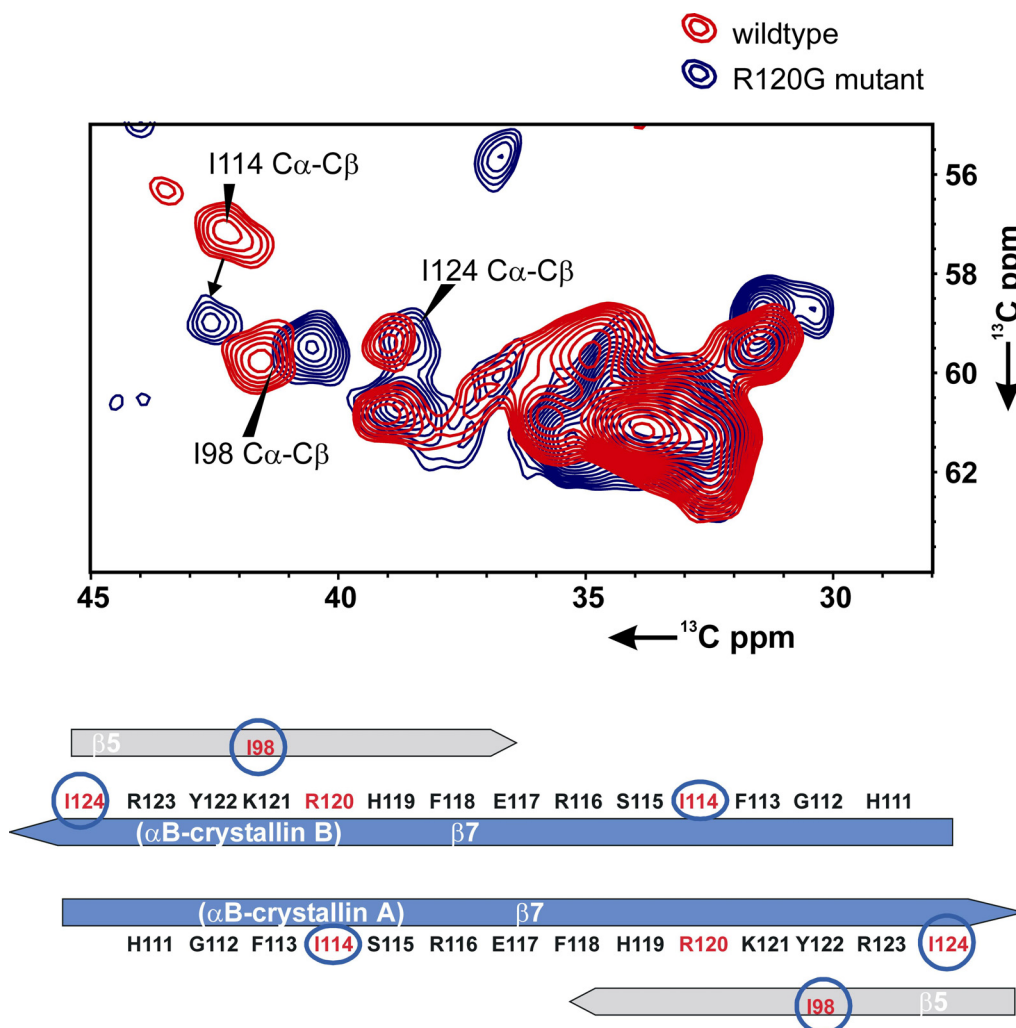 wildtype
R120G mutant
I114 Cα-Cβ
I124 Cα-Cβ
I98 Cα-Cβ
56
58
60
62
¹³C ppm
45 40 35 30
¹³C ppm
β5 I98
I124 R123 Y122 K121 R120 H119 F118 E117 R116 S115 I114 F113 G112 H111
(αB-crystallin B) β7
(αB-crystallin A) β7
H111 G112 F113 I114 S115 R116 E117 F118 H119 R120 K121 Y122 R123 I124
I98 β5